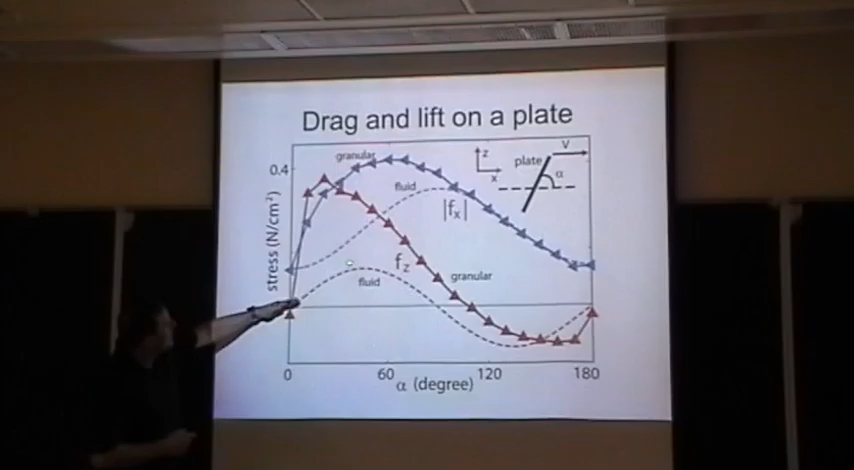 Drag and lift on a plate
granular
z
x
plate
V
α
0.4
fluid
|fx|
stress (N/cm²)
fz
granular
fluid
0
60
120
180
α (degree)